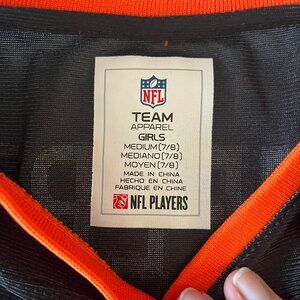 NFL
TEAM
APPAREL
GIRLS
MEDIUM (7/8)
MEDIANO (7/8)
MOYEN (7/8)
MADE IN CHINA
HECHO EN CHINA
FABRIQUE EN CHINE
NFL PLAYERS